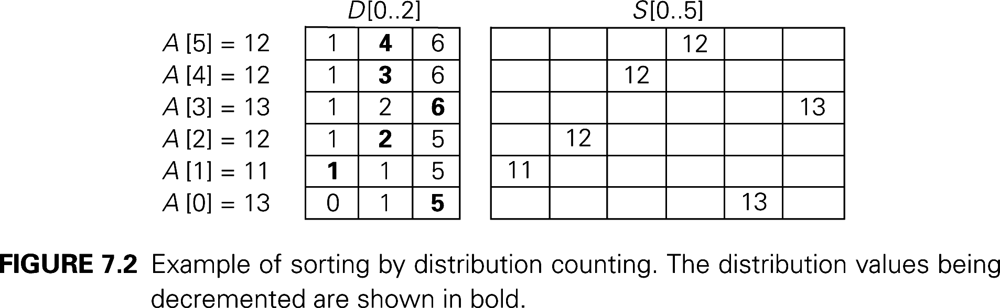 D[0..2] S[0..5]
A [5] = 12 1 4 6 12
A [4] = 12 1 3 6 12
A [3] = 13 1 2 6 13
A [2] = 12 1 2 5 12
A [1] = 11 1 1 5 11
A [0] = 13 0 1 5 13
FIGURE 7.2 Example of sorting by distribution counting. The distribution values being
decremented are shown in bold.